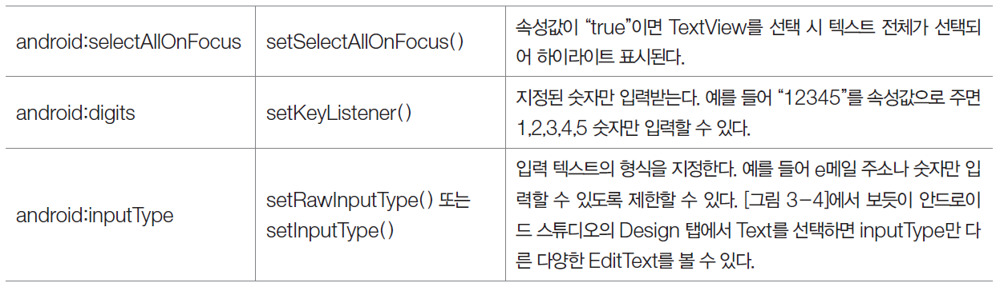 android:selectAllOnFocus
setSelectAllOnFocus( )
속성값이 “true”이면 TextView를 선택 시 텍스트 전체가 선택되
어 하이라이트 표시된다.
android:digits
setKeyListener( )
지정된 숫자만 입력받는다. 예를 들어 “12345”를 속성값으로 주면
1,2,3,4,5 숫자만 입력할 수 있다.
android:inputType
setRawInputType( ) 또는
setInputType( )
입력 텍스트의 형식을 지정한다. 예를 들어 e메일 주소나 숫자만 입
력할 수 있도록 제한할 수 있다. [그림 3-4]에서 보듯이 안드로이
드 스튜디오의 Design 탭에서 Text를 선택하면 inputType만 다
른 다양한 EditText를 볼 수 있다.